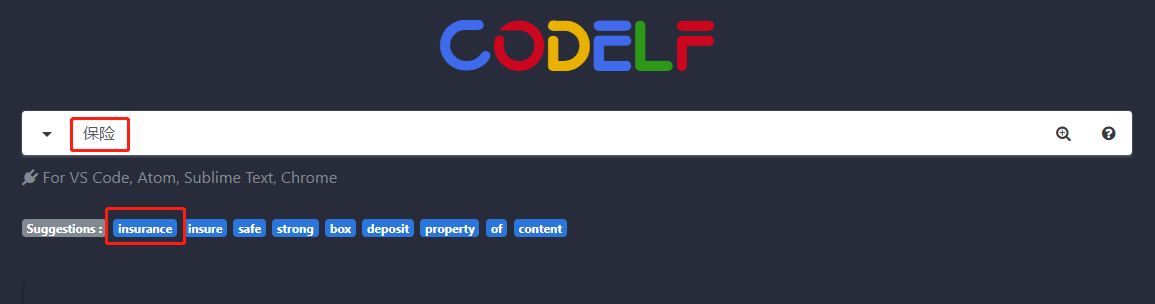 CODELF
保险
For VS Code, Atom, Sublime Text, Chrome
Suggestions : insurance insure safe strong box deposit property of content